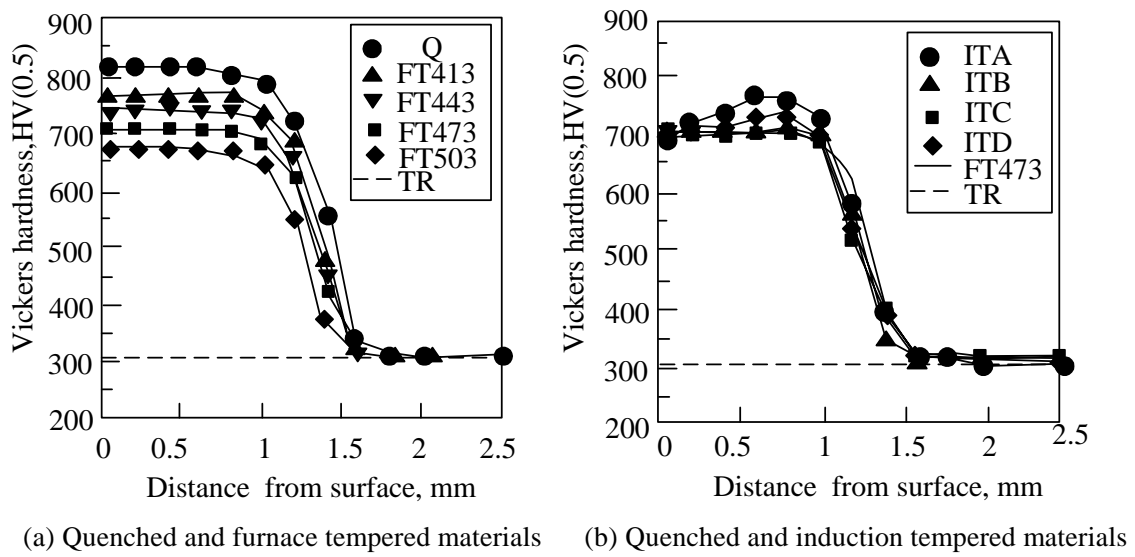 900
800
700
600
500
400
300
200
Vickers hardness,HV(0.5)
Q
FT413
FT443
FT473
FT503
TR
0 0.5 1 1.5 2 2.5
Distance from surface, mm
(a) Quenched and furnace tempered materials
900
800
700
600
500
400
300
200
Vickers hardness,HV(0.5)
ITA
ITB
ITC
ITD
FT473
TR
0 0.5 1 1.5 2 2.5
Distance from surface, mm
(b) Quenched and induction tempered materials